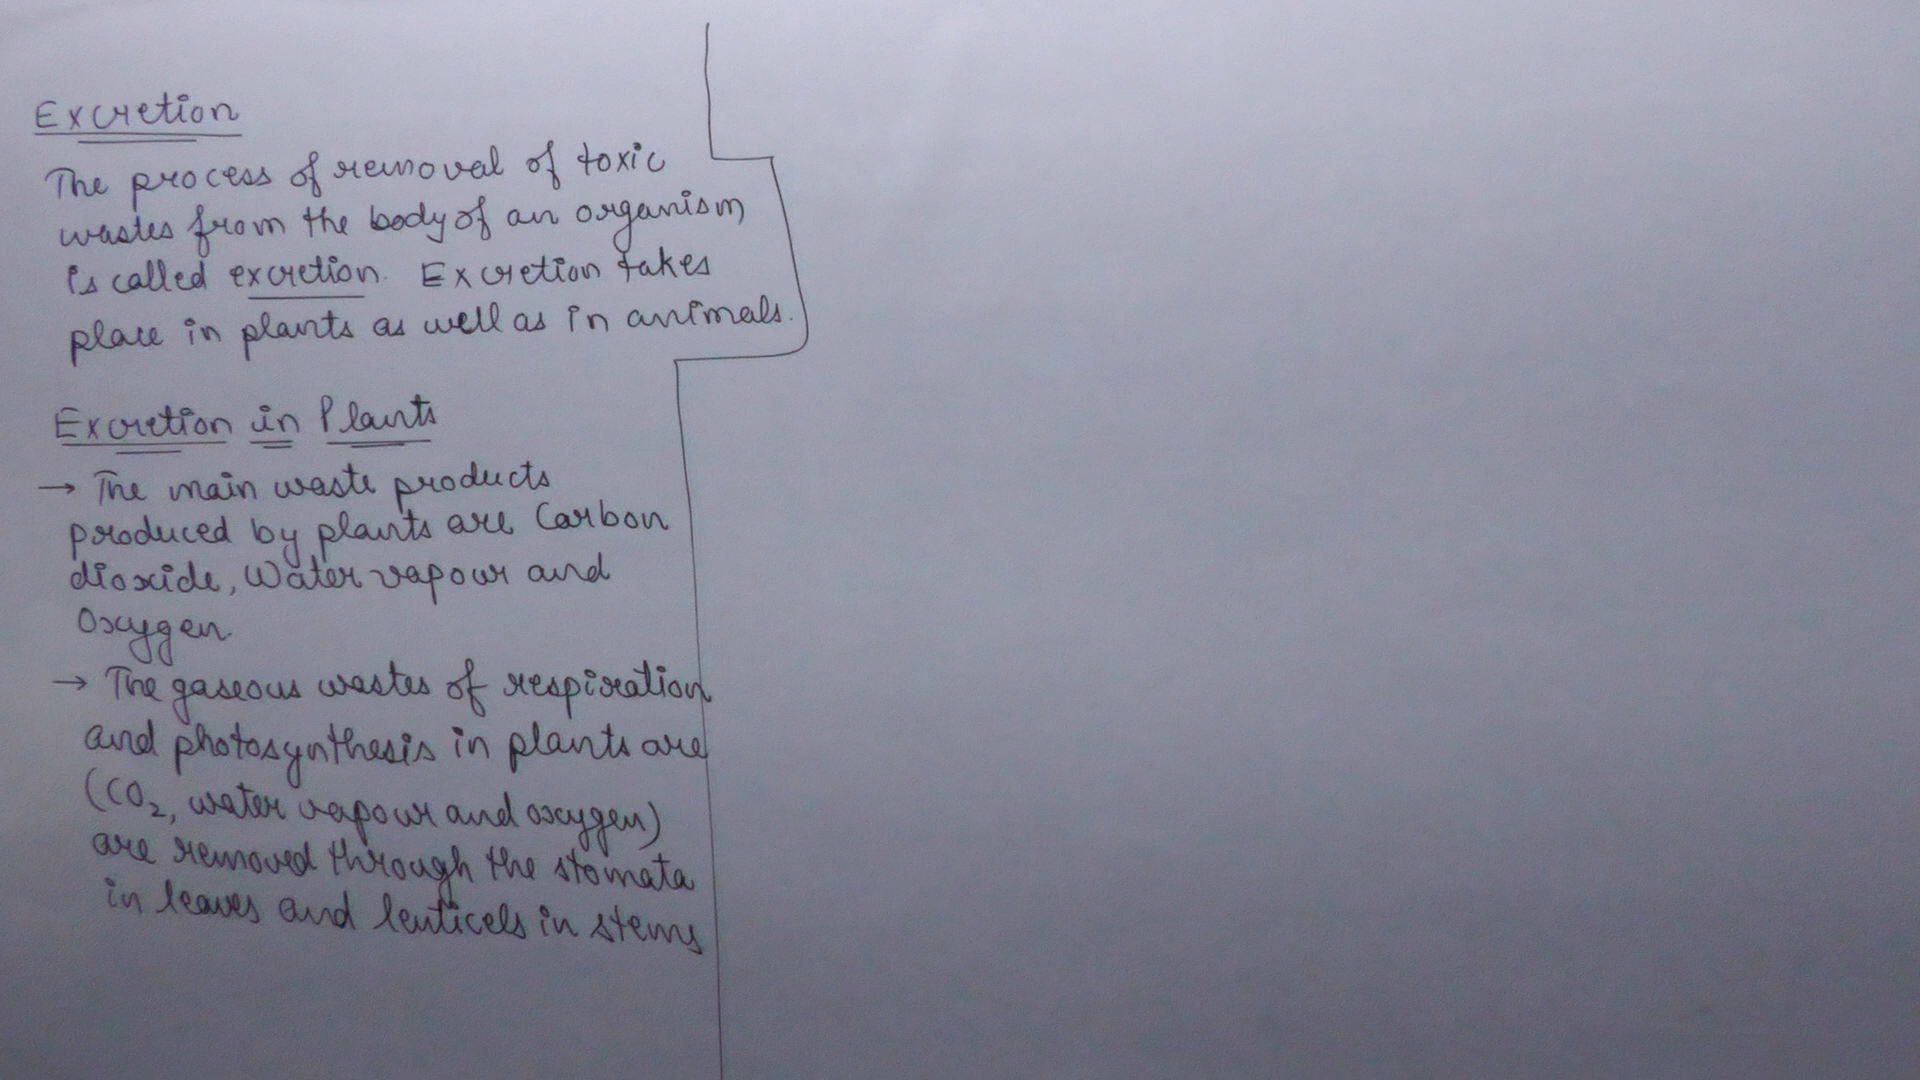 Excretion
The process of removal of toxic
wastes from the body of an organism
is called excretion. Excretion takes
place in plants as well as in animals.
Excretion in Plants
→ The main waste products
produced by plants are Carbon
dioxide, Water vapour and
Oxygen.
→ The gaseous wastes of respiration
and photosynthesis in plants are
(CO₂, water vapour and oxygen)
are removed through the stomata
in leaves and lenticels in stems